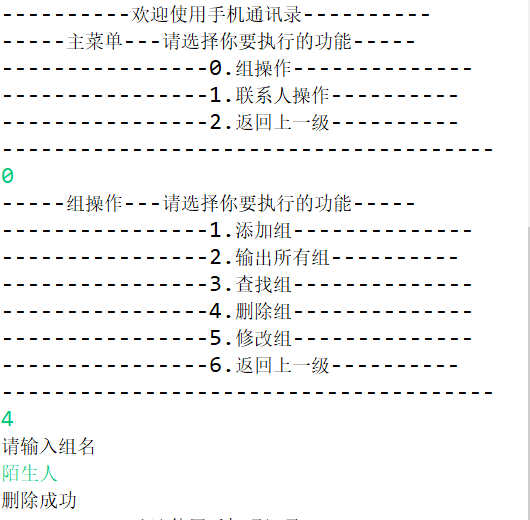 ----------欢迎使用手机通讯录----------
-----主菜单---请选择你要执行的功能-----
----------------0.组操作--------------
----------------1.联系人操作----------
----------------2.返回上一级----------
--------------------------------------
0
-----组操作---请选择你要执行的功能-----
----------------1.添加组--------------
----------------2.输出所有组----------
----------------3.查找组--------------
----------------4.删除组--------------
----------------5.修改组--------------
----------------6.返回上一级----------
--------------------------------------
4
请输入组名
陌生人
删除成功